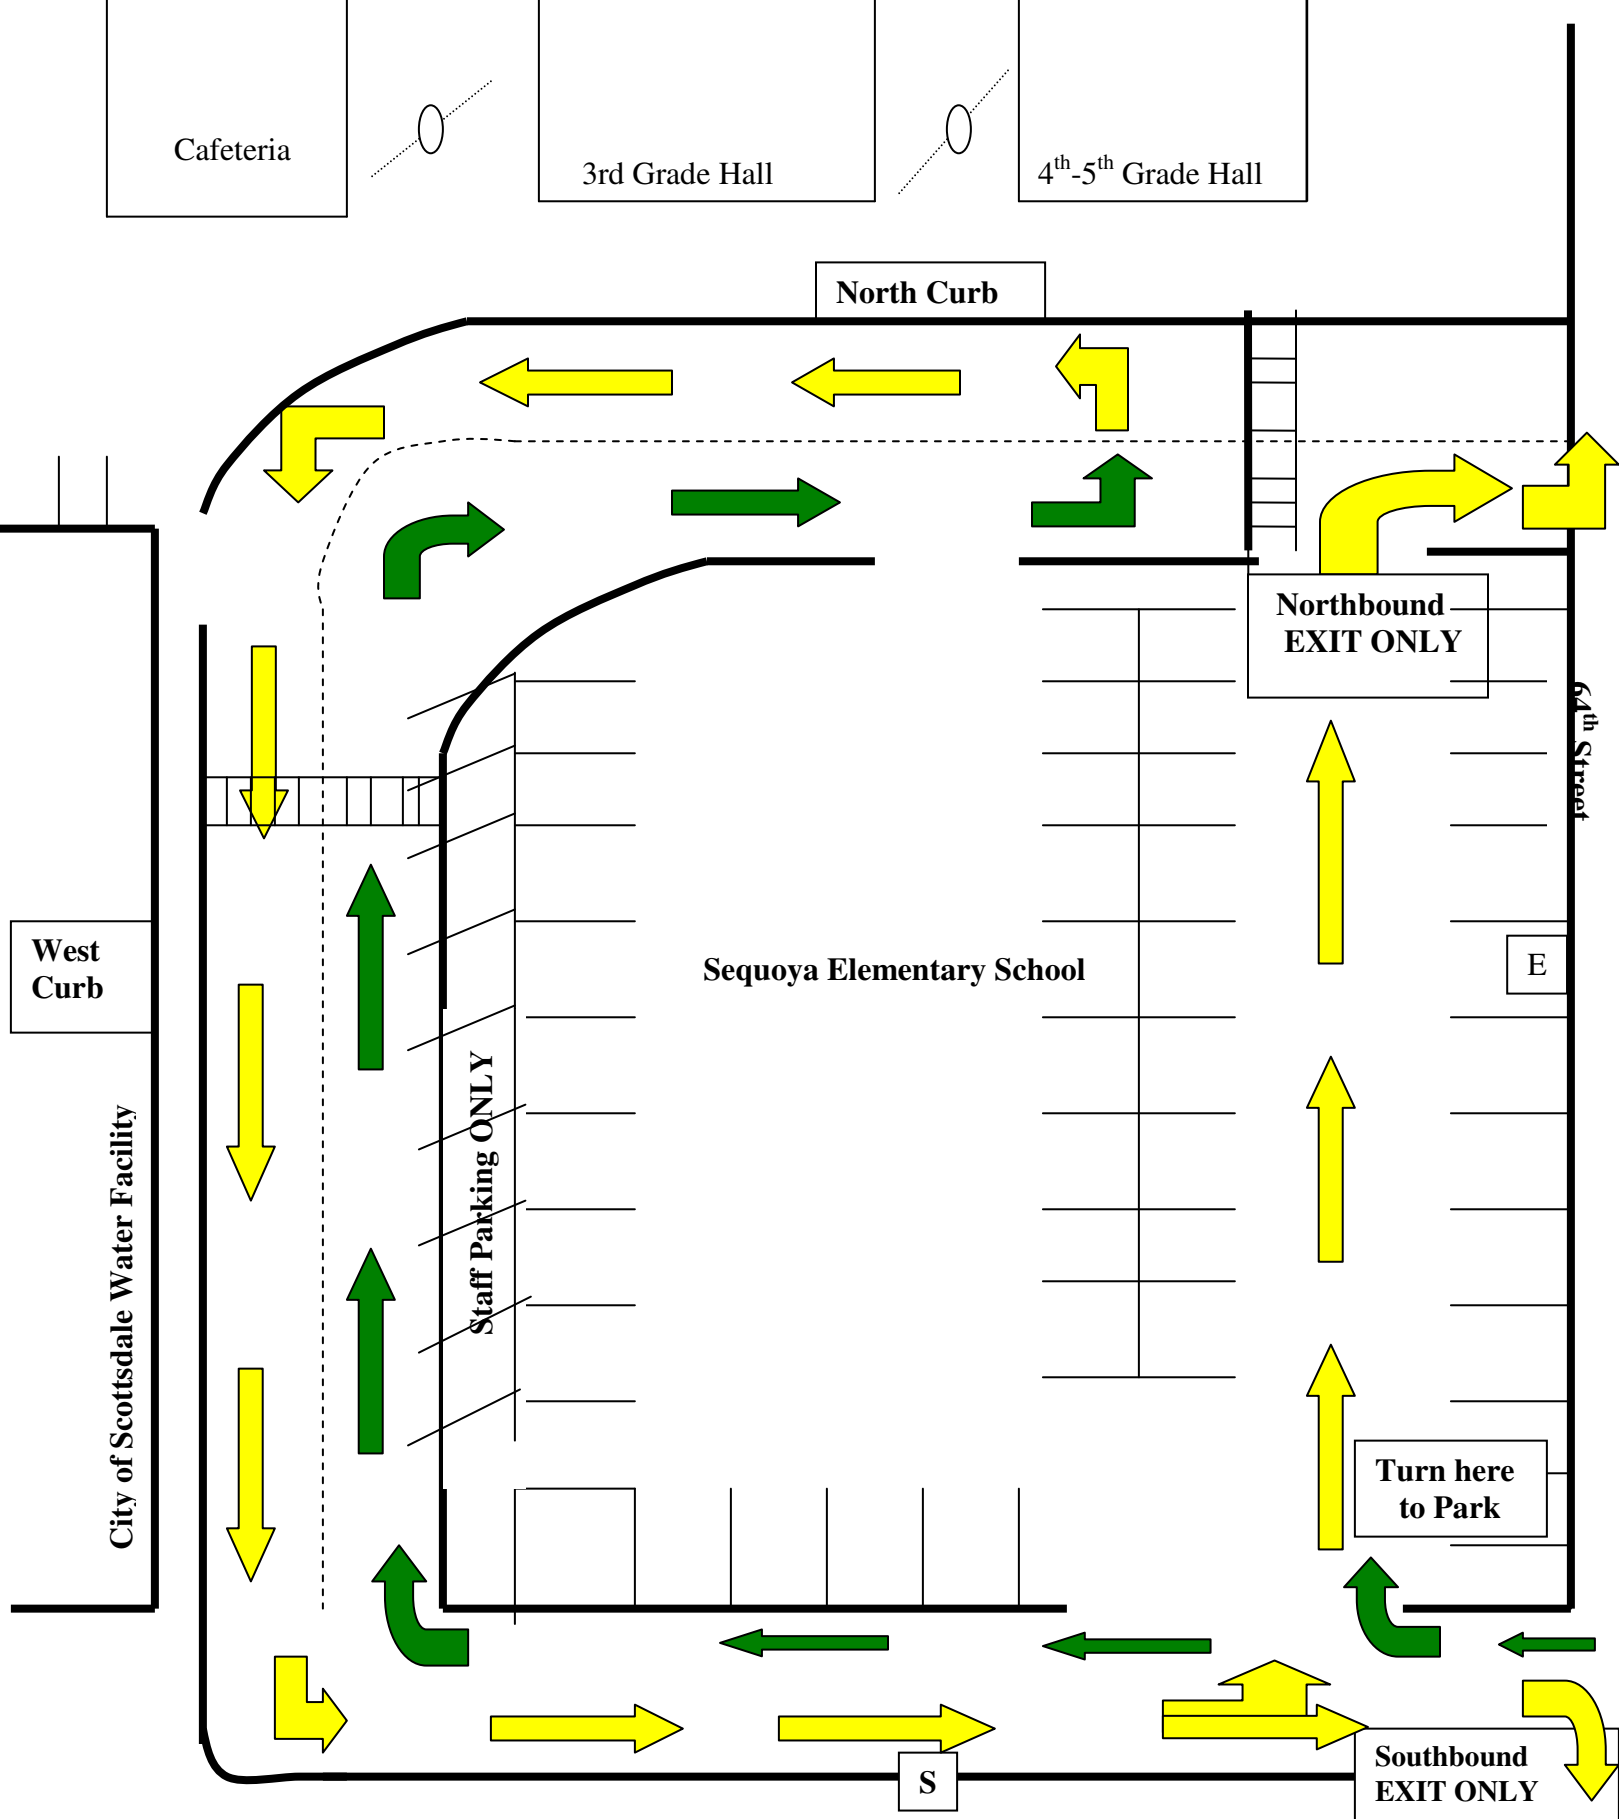 Cafeteria
3rd Grade Hall
4th-5th Grade Hall
North Curb
Northbound
EXIT ONLY
64th Street
West
Curb
Sequoya Elementary School
E
Staff Parking ONLY
City of Scottsdale Water Facility
Turn here
to Park
S
Southbound
EXIT ONLY